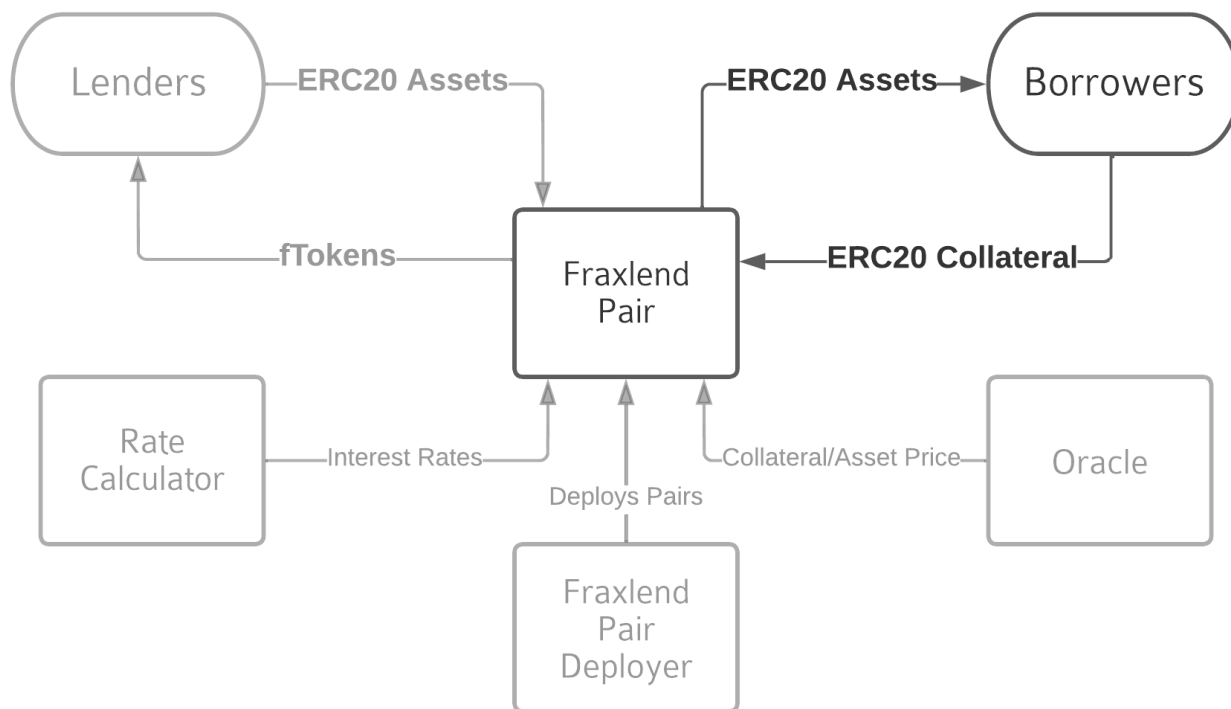 Lenders
ERC20 Assets
ERC20 Assets
Borrowers
fTokens
ERC20 Collateral
Fraxlend
Pair
Rate
Calculator
Interest Rates
Collateral/Asset Price
Oracle
Deploys Pairs
Fraxlend
Pair
Deployer